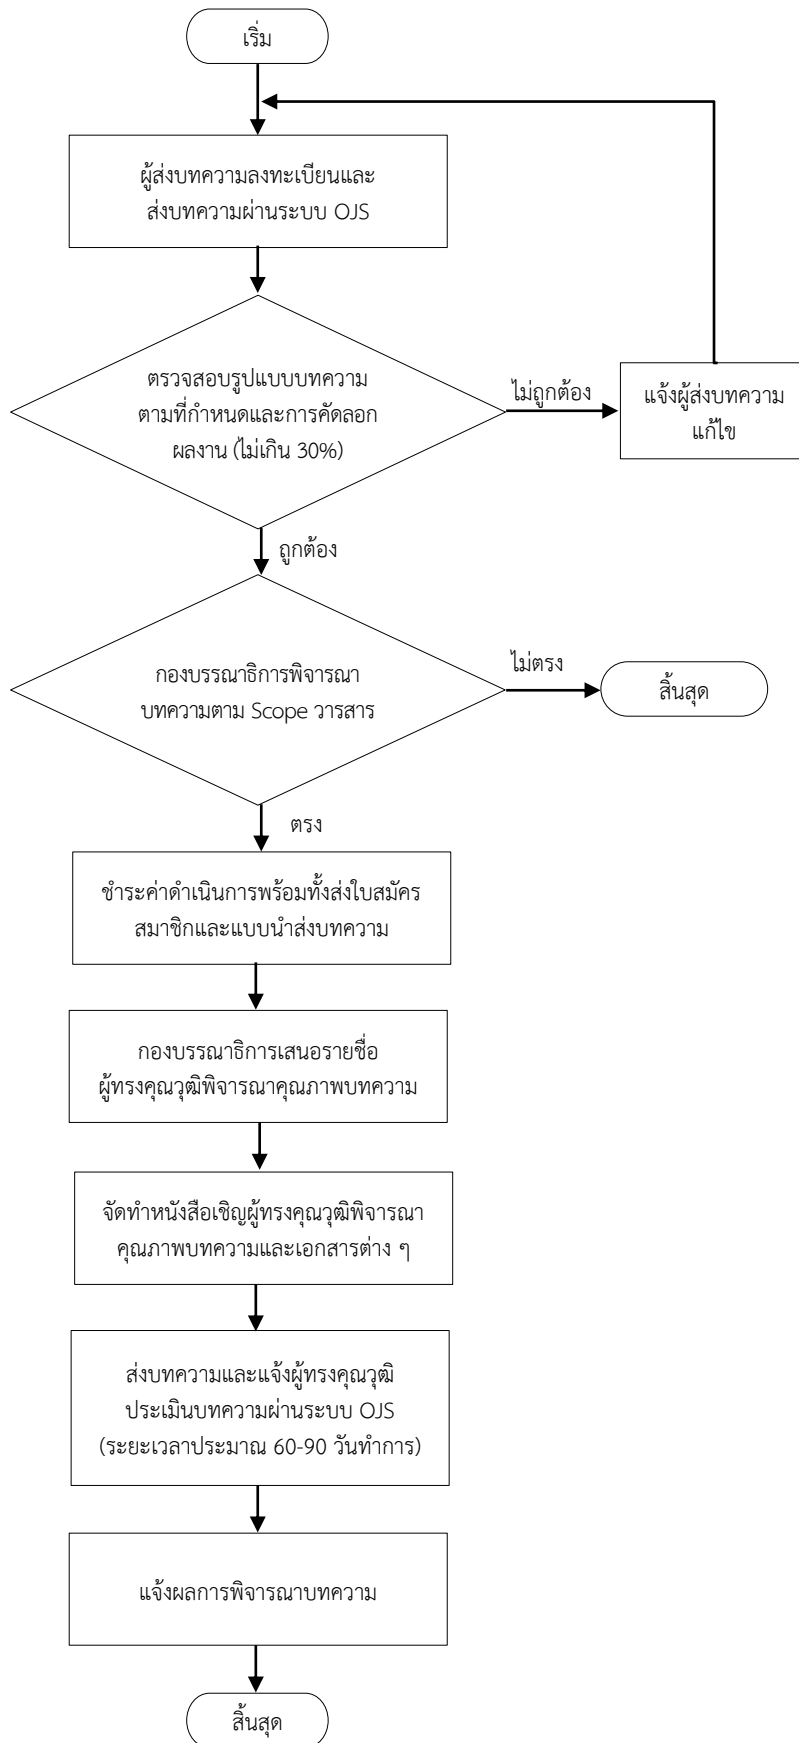 เริ่ม
ผู้ส่งบทความลงทะเบียนและ
ส่งบทความผ่านระบบ OJS
ตรวจสอบรูปแบบบทความ
ตามที่กำหนดและการคัดลอก
ผลงาน (ไม่เกิน 30%)
ไม่ถูกต้อง
แจ้งผู้ส่งบทความ
แก้ไข
ถูกต้อง
กองบรรณาธิการพิจารณา
บทความตาม Scope วารสาร
ไม่ตรง
สิ้นสุด
ตรง
ชำระค่าดำเนินการพร้อมทั้งส่งใบสมัคร
สมาชิกและแบบนำส่งบทความ
กองบรรณาธิการเสนอรายชื่อ
ผู้ทรงคุณวุฒิพิจารณาคุณภาพบทความ
จัดทำหนังสือเชิญผู้ทรงคุณวุฒิพิจารณา
คุณภาพบทความและเอกสารต่าง ๆ
ส่งบทความและแจ้งผู้ทรงคุณวุฒิ
ประเมินบทความผ่านระบบ OJS
(ระยะเวลาประมาณ 60-90 วันทำการ)
แจ้งผลการพิจารณาบทความ
สิ้นสุด